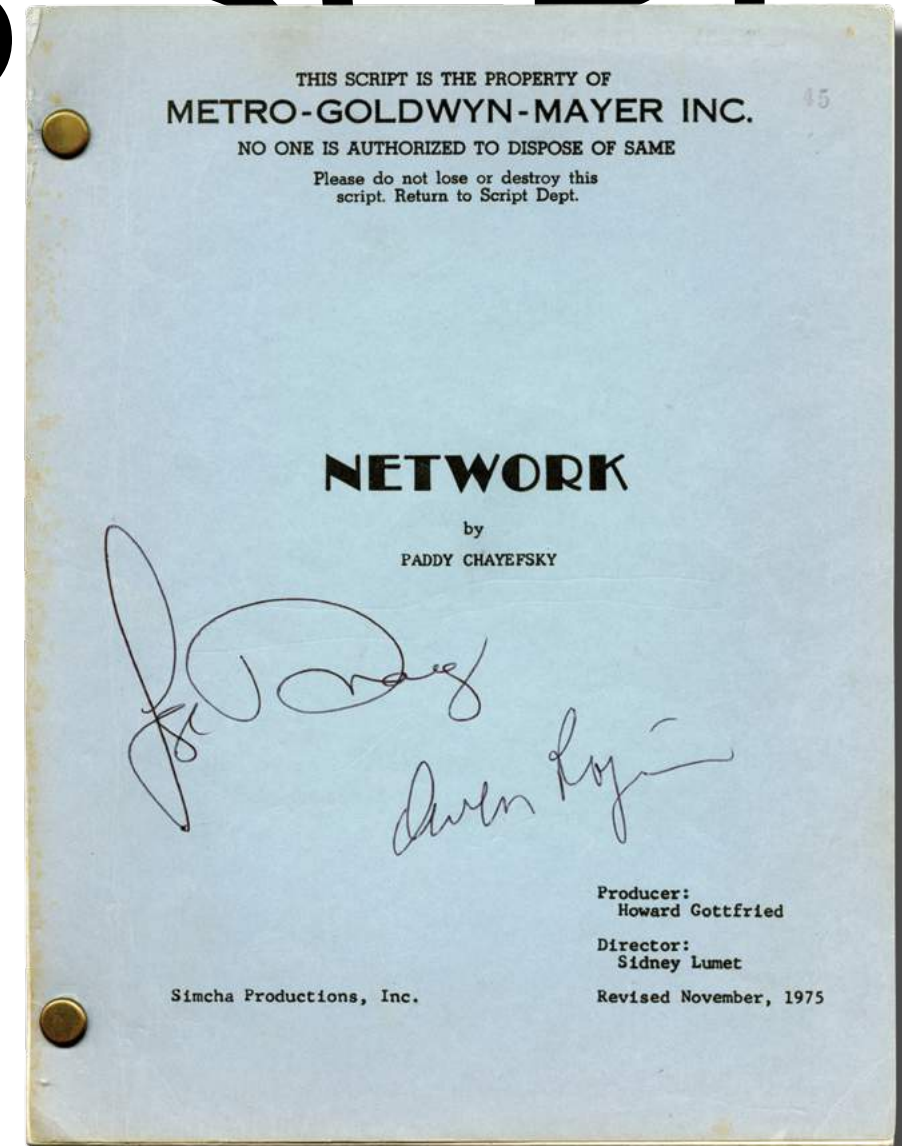 THIS SCRIPT IS THE PROPERTY OF
METRO-GOLDWYN-MAYER INC.
45
NO ONE IS AUTHORIZED TO DISPOSE OF SAME
Please do not lose or destroy this
script. Return to Script Dept.
NETWORK
by
PADDY CHAYEFSKY
Producer:
Howard Gottfried
Director:
Sidney Lumet
Simcha Productions, Inc.
Revised November, 1975